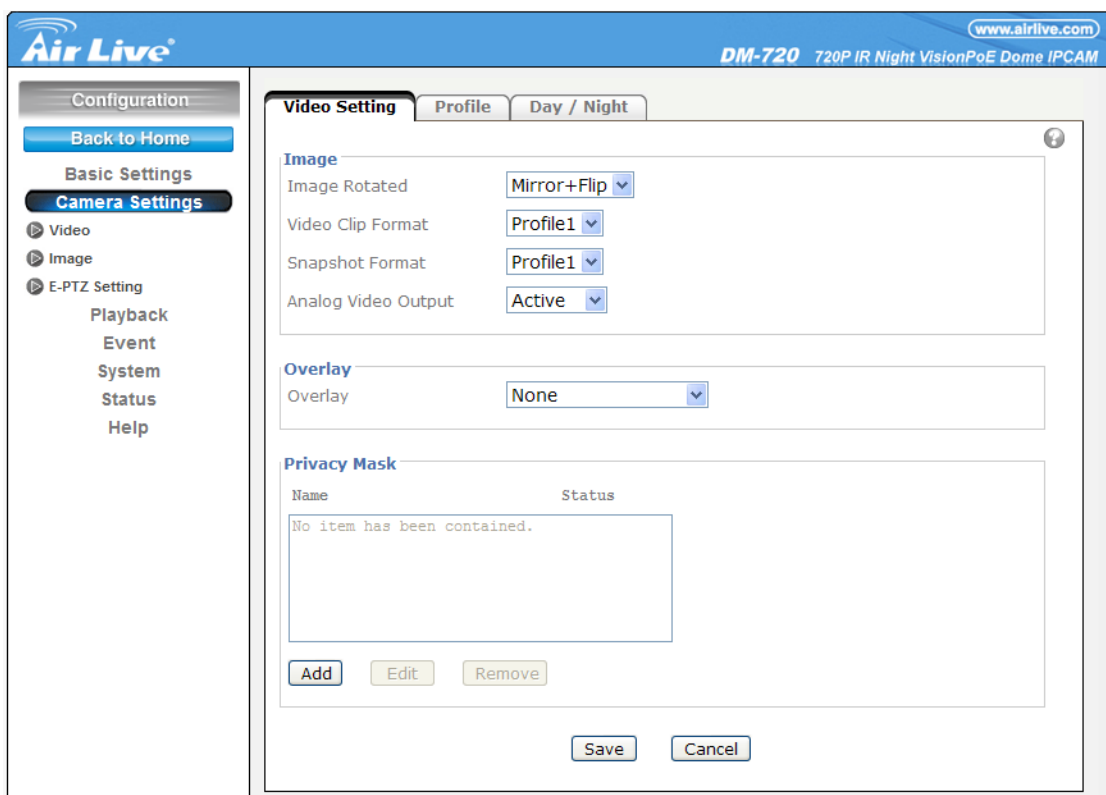 Air Live®
www.airlive.com
DM-720 720P IR Night VisionPoE Dome IPCAM
Configuration
Back to Home
Basic Settings
Camera Settings
Video
Image
E-PTZ Setting
Playback
Event
System
Status
Help
Video Setting Profile Day / Night
?
Image
Image Rotated Mirror+Flip
Video Clip Format Profile1
Snapshot Format Profile1
Analog Video Output Active
Overlay
Overlay None
Privacy Mask
Name Status
No item has been contained.
Add Edit Remove
Save Cancel